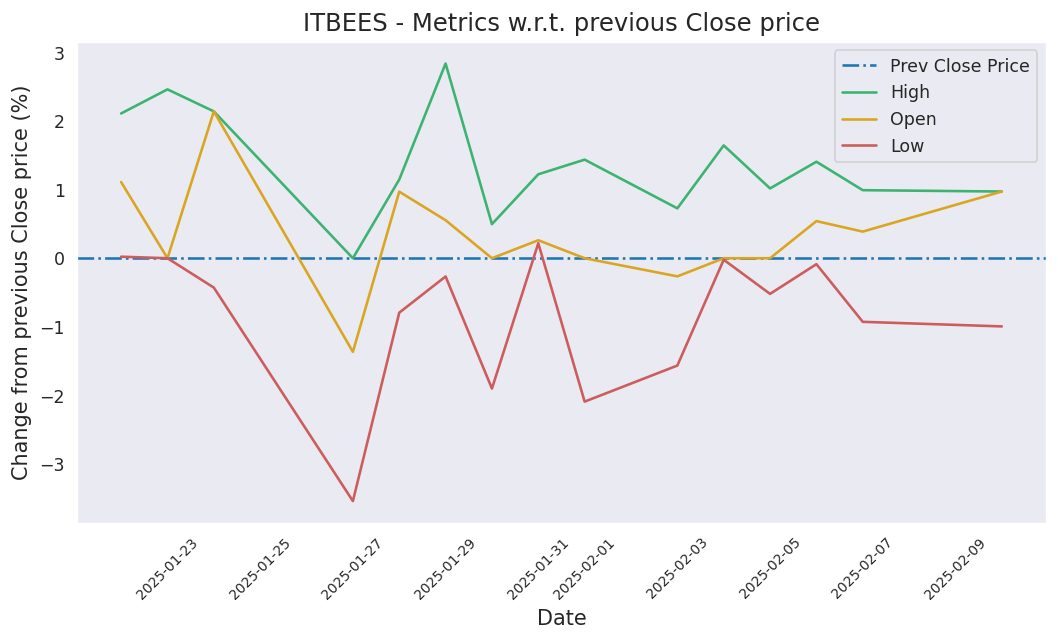 ITBEES - Metrics w.r.t. previous Close price
Change from previous Close price (%)
3
2
1
0
−1
−2
−3
Prev Close Price
High
Open
Low
2025-01-23
2025-01-25
2025-01-27
2025-01-29
2025-01-31
2025-02-01
2025-02-03
2025-02-05
2025-02-07
2025-02-09
Date